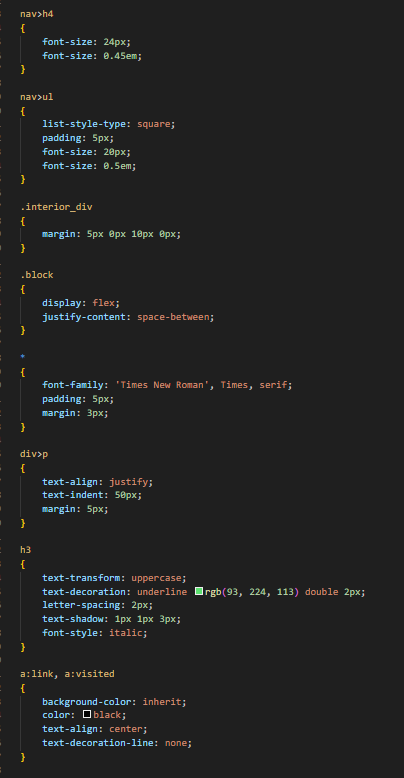 nav>h4
{
font-size: 24px;
font-size: 0.45em;
}
nav>ul
{
list-style-type: square;
padding: 5px;
font-size: 20px;
font-size: 0.5em;
}
.interior_div
{
margin: 5px 0px 10px 0px;
}
.block
{
display: flex;
justify-content: space-between;
}
*
{
font-family: 'Times New Roman', Times, serif;
padding: 5px;
margin: 3px;
}
div>p
{
text-align: justify;
text-indent: 50px;
margin: 5px;
}
h3
{
text-transform: uppercase;
text-decoration: underline rgb(93, 224, 113) double 2px;
letter-spacing: 2px;
text-shadow: 1px 1px 3px;
font-style: italic;
}
a:link, a:visited
{
background-color: inherit;
color: black;
text-align: center;
text-decoration-line: none;
}